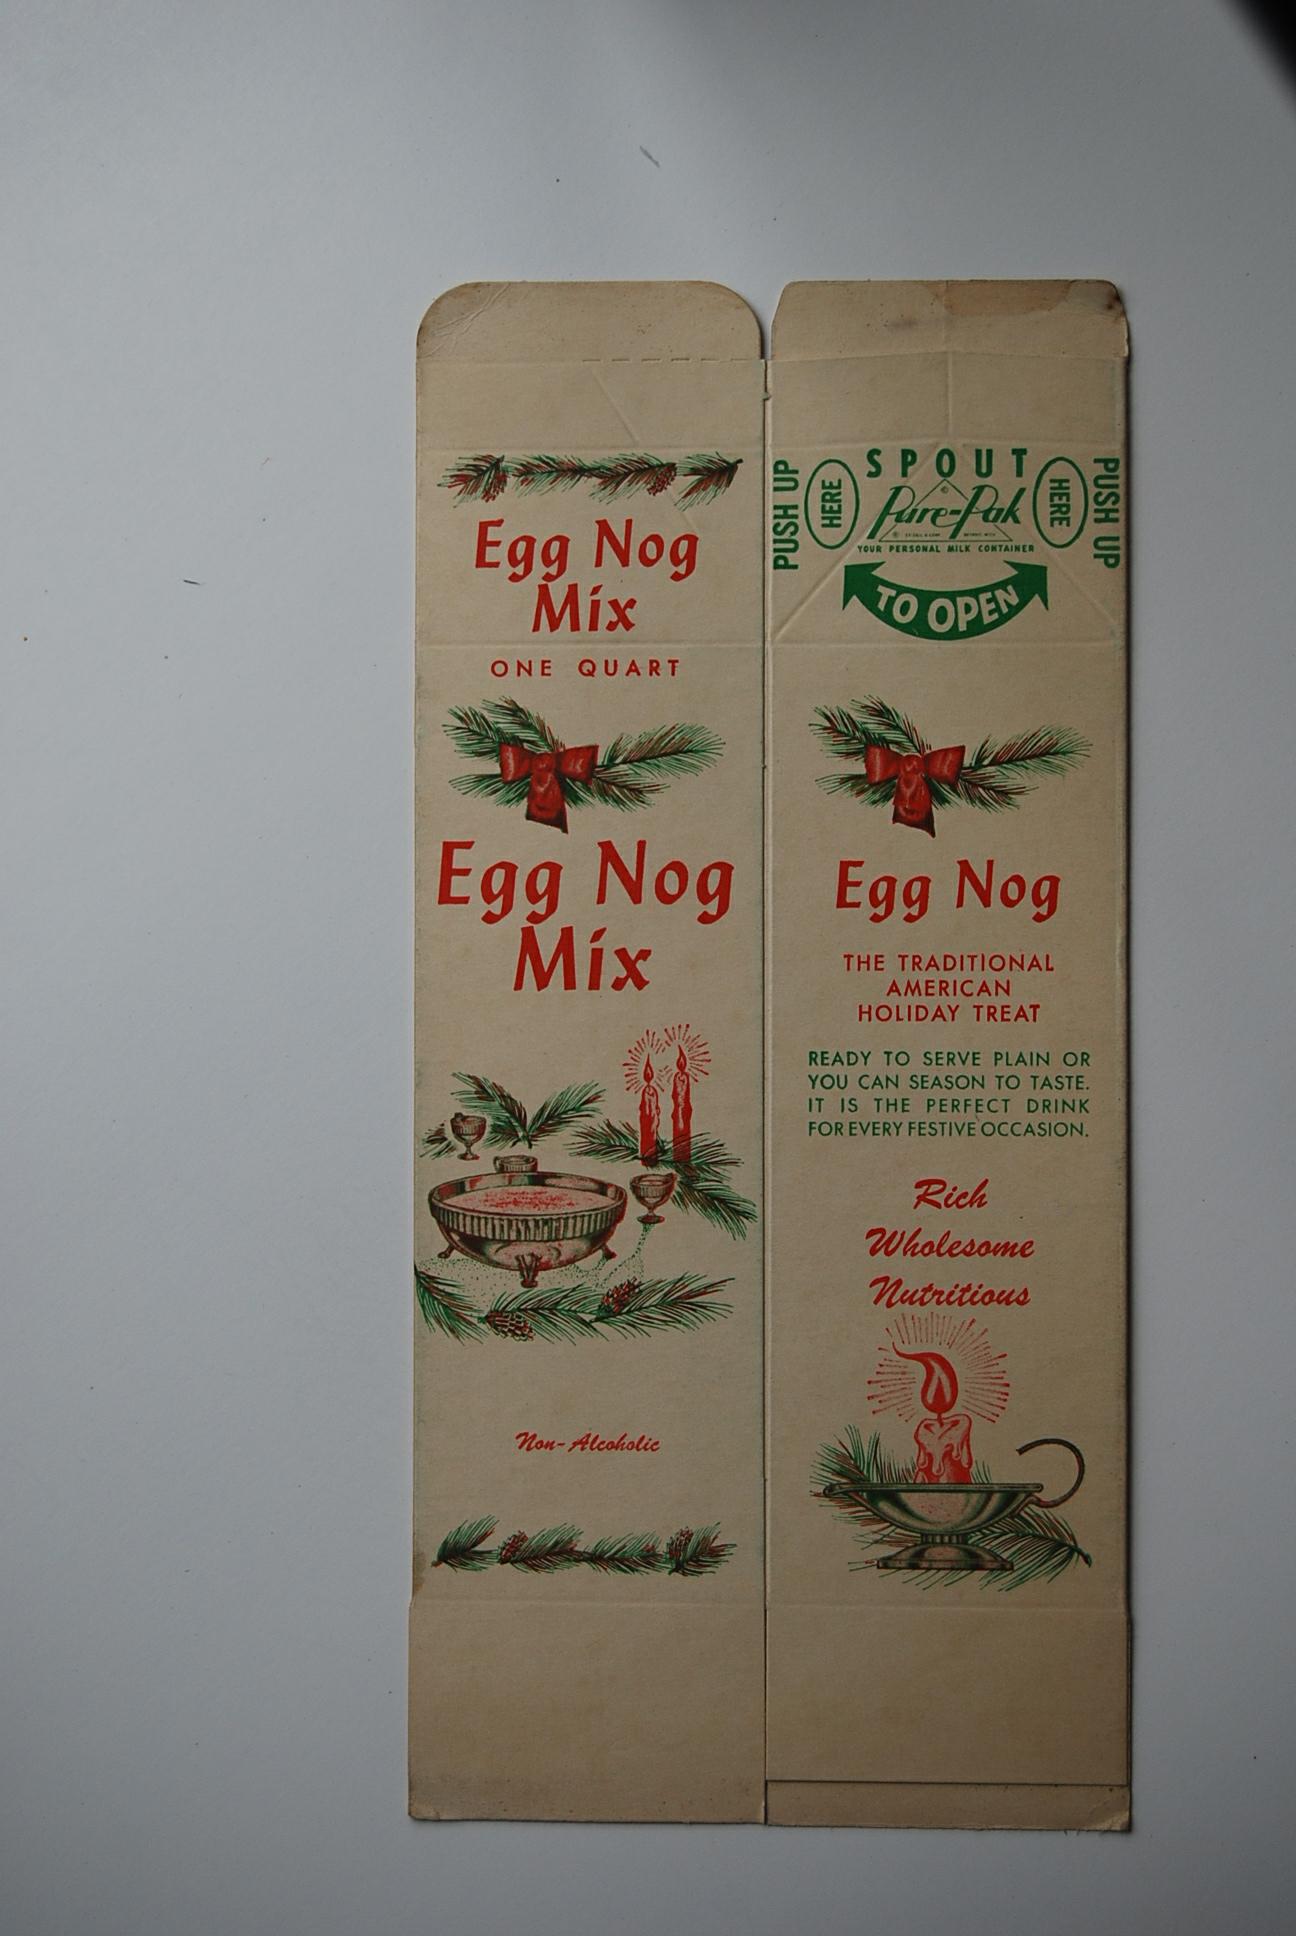 Egg Nog
Mix
ONE QUART
Egg Nog
Mix
Non-Alcoholic
PUSH UP
HERE
SPOUT
Pure-Pak
YOUR PERSONAL MILK CONTAINER
HERE
PUSH UP
TO OPEN
Egg Nog
THE TRADITIONAL
AMERICAN
HOLIDAY TREAT
READY TO SERVE PLAIN OR
YOU CAN SEASON TO TASTE.
IT IS THE PERFECT DRINK
FOR EVERY FESTIVE OCCASION.
Rich
Wholesome
Nutritious